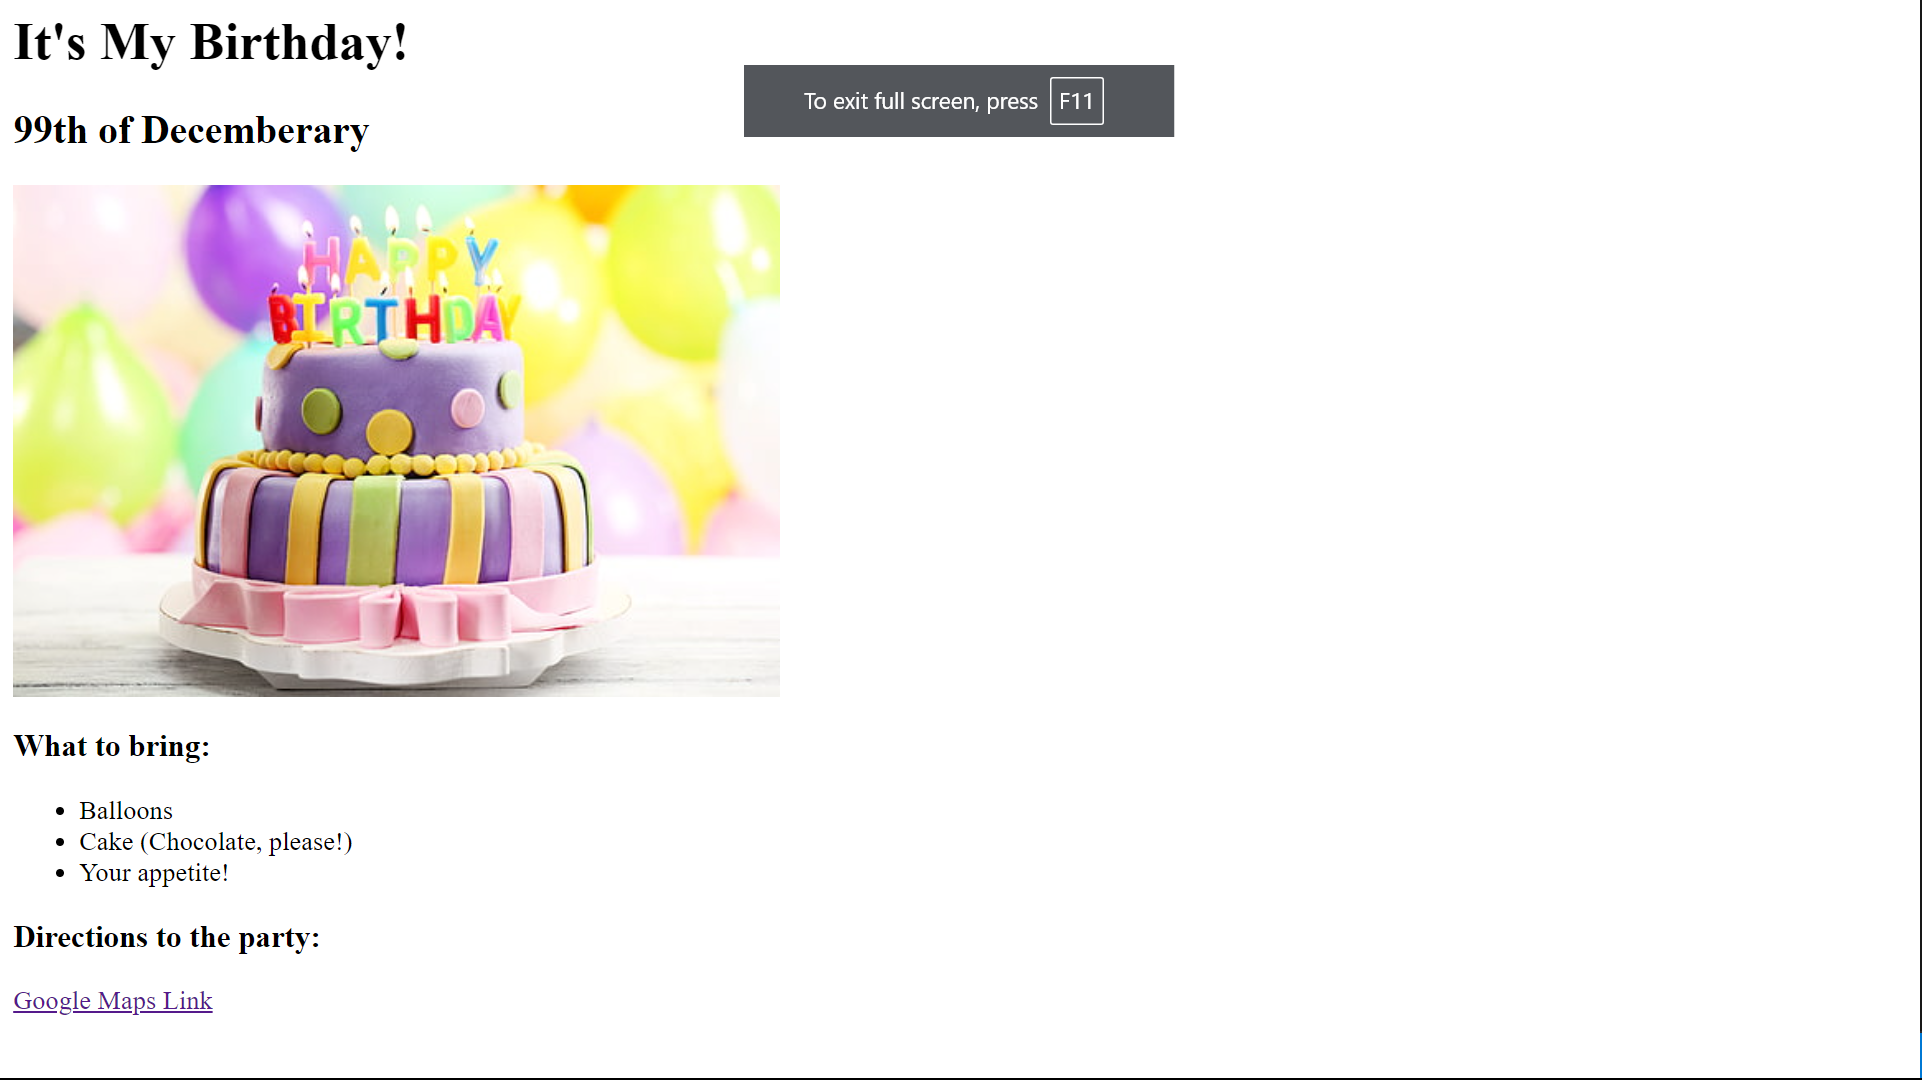 It's My Birthday!
To exit full screen, press F11
99th of Decemberary
HAPPY
BIRTHDAY
What to bring:
Balloons
Cake (Chocolate, please!)
Your appetite!
Directions to the party:
Google Maps Link